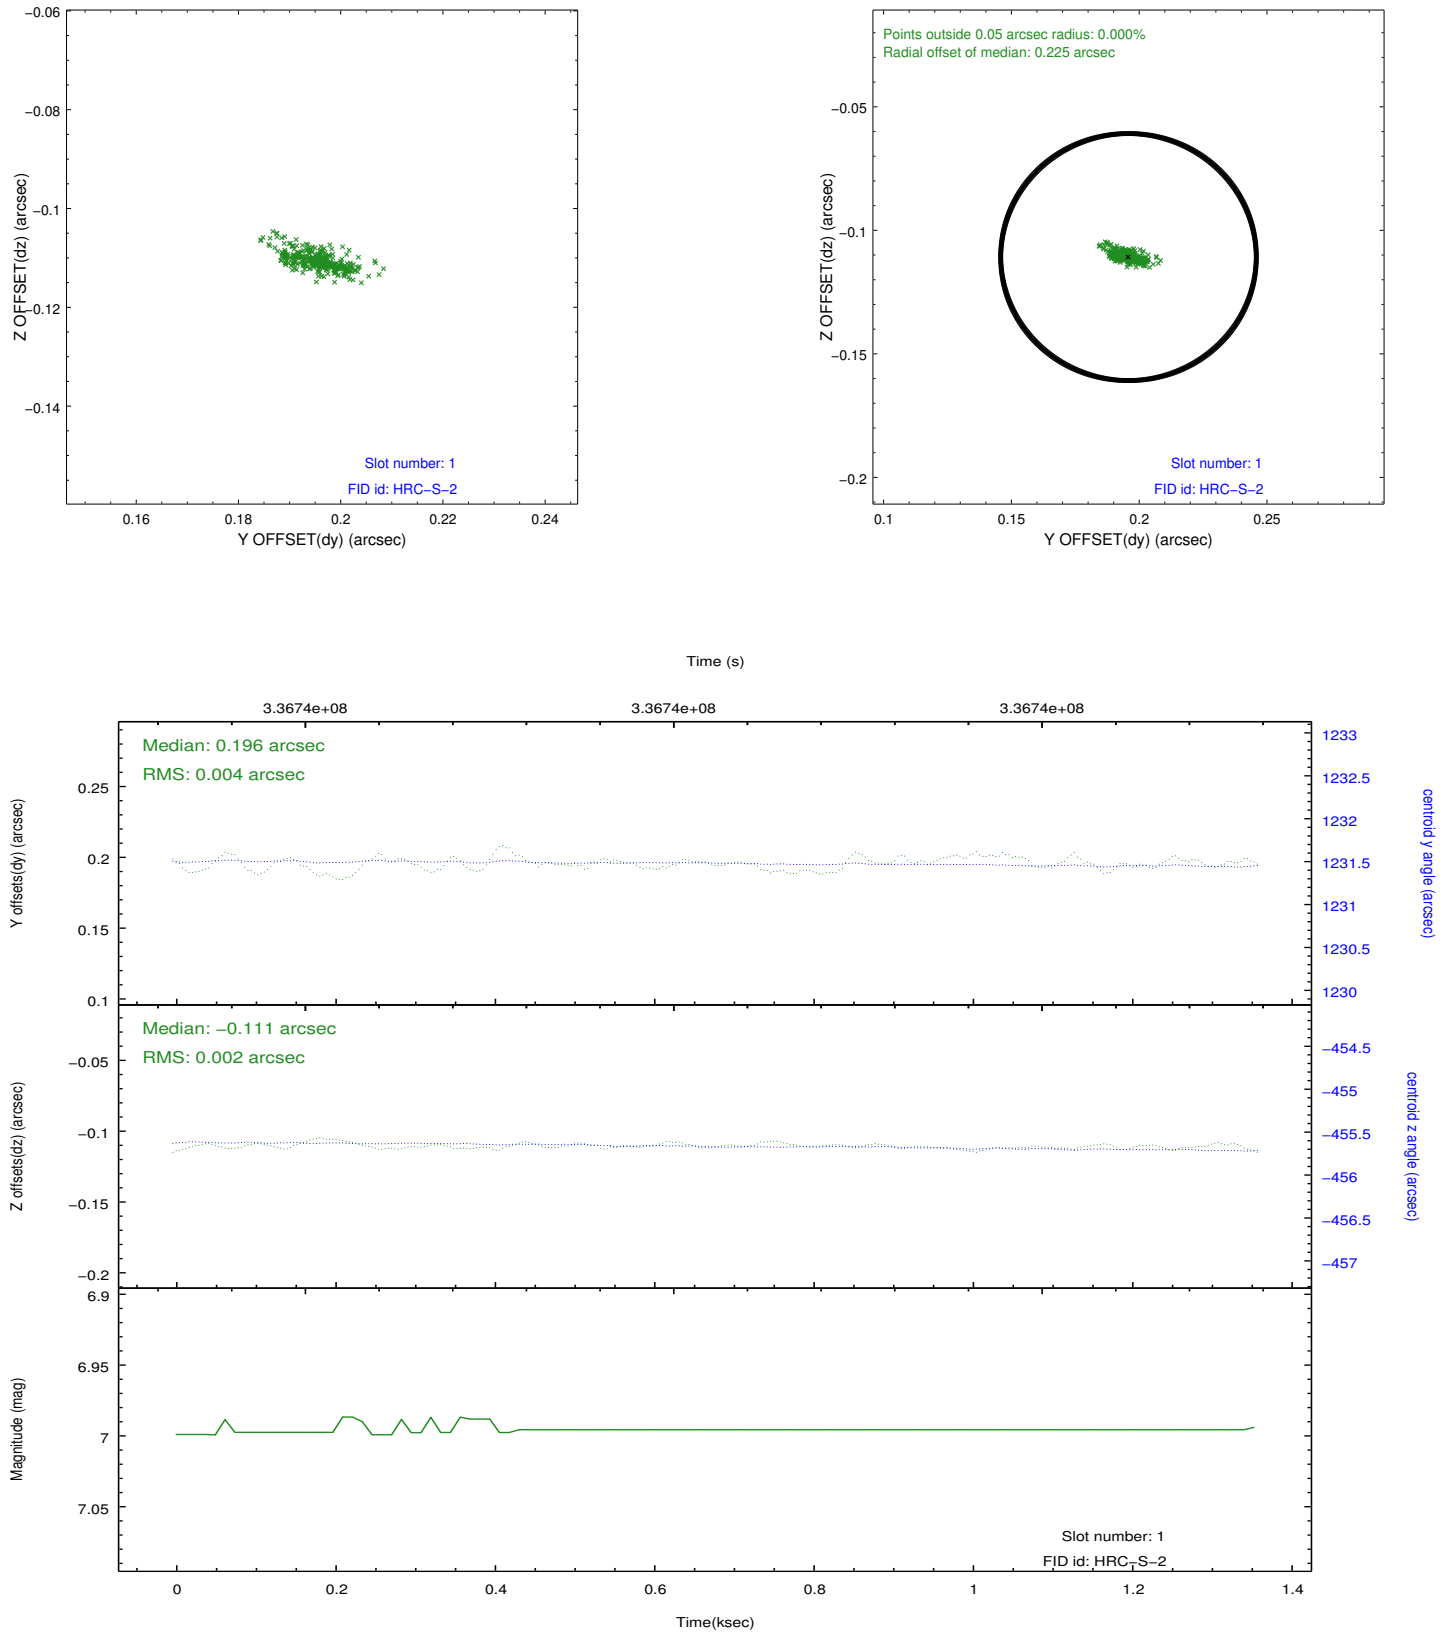 −0.06
−0.08
−0.1
−0.12
−0.14
Z OFFSET(dz) (arcsec)
Slot number: 1
FID id: HRC−S−2
0.16 0.18 0.2 0.22 0.24
Y OFFSET(dy) (arcsec)
Points outside 0.05 arcsec radius: 0.000%
Radial offset of median: 0.225 arcsec
−0.05
−0.1
−0.15
−0.2
Z OFFSET(dz) (arcsec)
Slot number: 1
FID id: HRC−S−2
0.1 0.15 0.2 0.25
Y OFFSET(dy) (arcsec)
Time (s)
3.3674e+08 3.3674e+08 3.3674e+08
Median: 0.196 arcsec
RMS: 0.004 arcsec
0.25
0.2
0.15
0.1
Y offsets(dy) (arcsec)
1233
1232.5
1232
1231.5
1231
1230.5
1230
centroid y angle (arcsec)
Median: −0.111 arcsec
RMS: 0.002 arcsec
−0.05
−0.1
−0.15
−0.2
Z offsets(dz) (arcsec)
−454.5
−455
−455.5
−456
−456.5
−457
centroid z angle (arcsec)
6.9
6.95
7
7.05
Magnitude (mag)
Slot number: 1
FID id: HRC−S−2
0 0.2 0.4 0.6 0.8 1 1.2 1.4
Time(ksec)